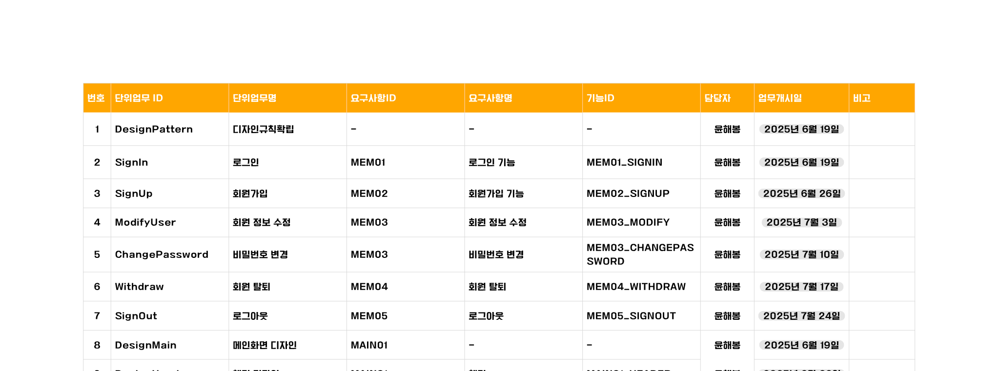 번호 단위업무 ID 단위업무명 요구사항ID 요구사항명 기능ID 담당자 업무개시일 비고
1 DesignPattern 디자인규칙확립 - - - 윤해봉 2025년 6월 19일
2 SignIn 로그인 MEM01 로그인 기능 MEM01_SIGNIN 윤해봉 2025년 6월 19일
3 SignUp 회원가입 MEM02 회원가입 기능 MEM02_SIGNUP 윤해봉 2025년 6월 26일
4 ModifyUser 회원 정보 수정 MEM03 회원 정보 수정 MEM03_MODIFY 윤해봉 2025년 7월 3일
5 ChangePassword 비밀번호 변경 MEM03 비밀번호 변경 MEM03_CHANGEPAS
SWORD 윤해봉 2025년 7월 10일
6 Withdraw 회원 탈퇴 MEM04 회원 탈퇴 MEM04_WITHDRAW 윤해봉 2025년 7월 17일
7 SignOut 로그아웃 MEM05 로그아웃 MEM05_SIGNOUT 윤해봉 2025년 7월 24일
8 DesignMain 메인화면 디자인 MAIN01 - - 윤해봉 2025년 6월 19일